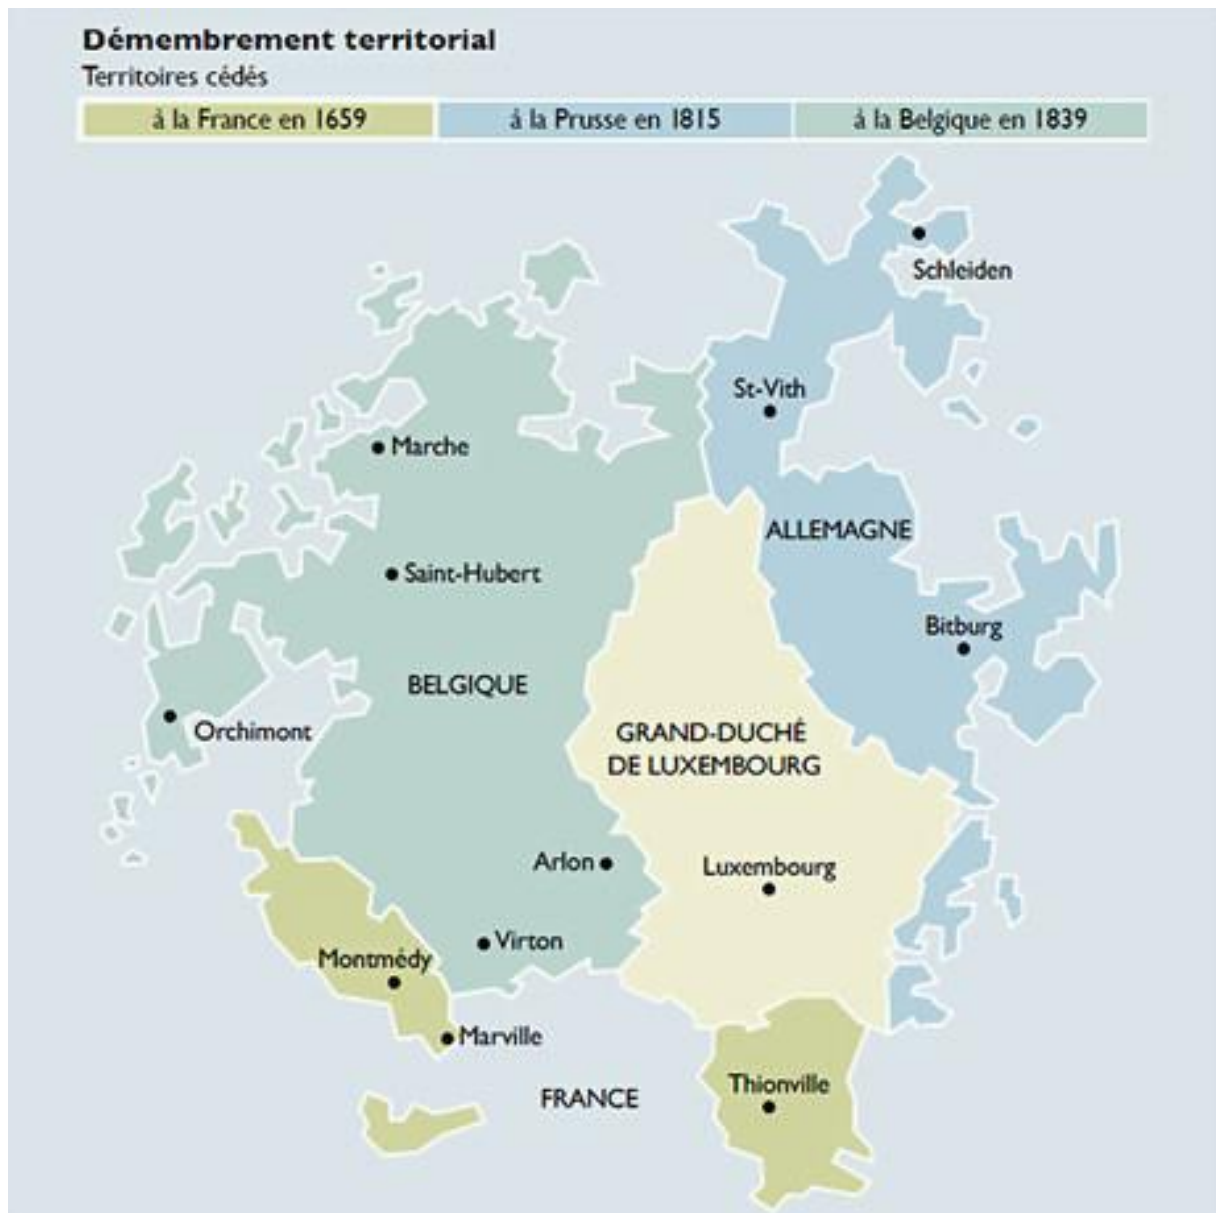 Démembrement territorial
Territoires cédés
à la France en 1659
à la Prusse en 1815
à la Belgique en 1839
Schleiden
St-Vith
Marche
ALLEMAGNE
Saint-Hubert
Bitburg
BELGIQUE
Orchimont
GRAND-DUCHÉ
DE LUXEMBOURG
Arlon
Luxembourg
Virton
Montmédy
Marville
Thionville
FRANCE